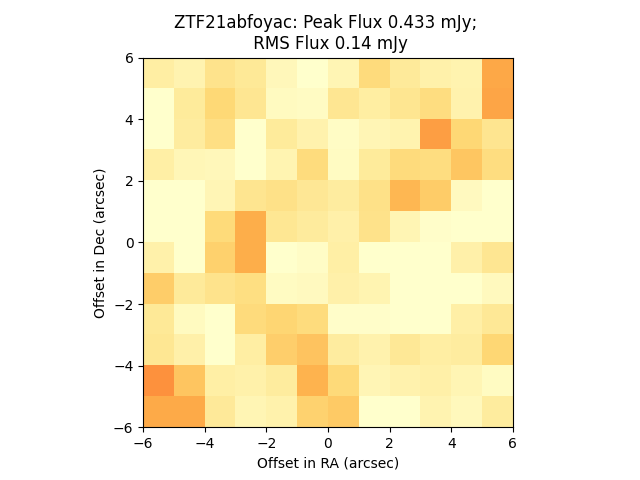 ZTF21abfoyac: Peak Flux 0.433 mJy;
RMS Flux 0.14 mJy
6
4
2
0
−2
−4
−6
Offset in Dec (arcsec)
−6 −4 −2 0 2 4 6
Offset in RA (arcsec)